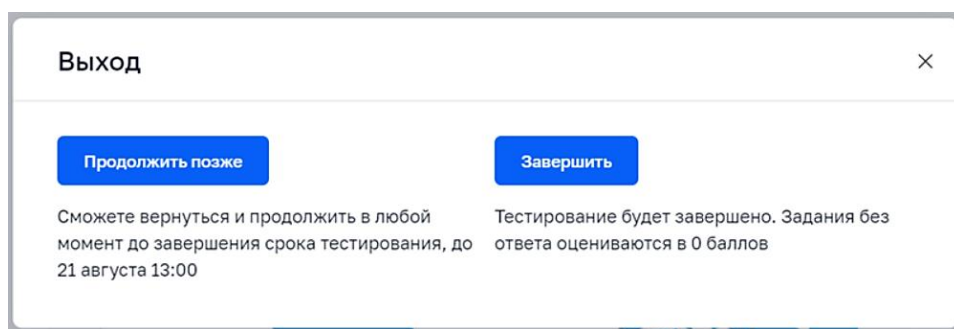 Выход
Продолжить позже
Сможете вернуться и продолжить в любой
момент до завершения срока тестирования, до
21 августа 13:00
Завершить
Тестирование будет завершено. Задания без
ответа оцениваются в 0 баллов